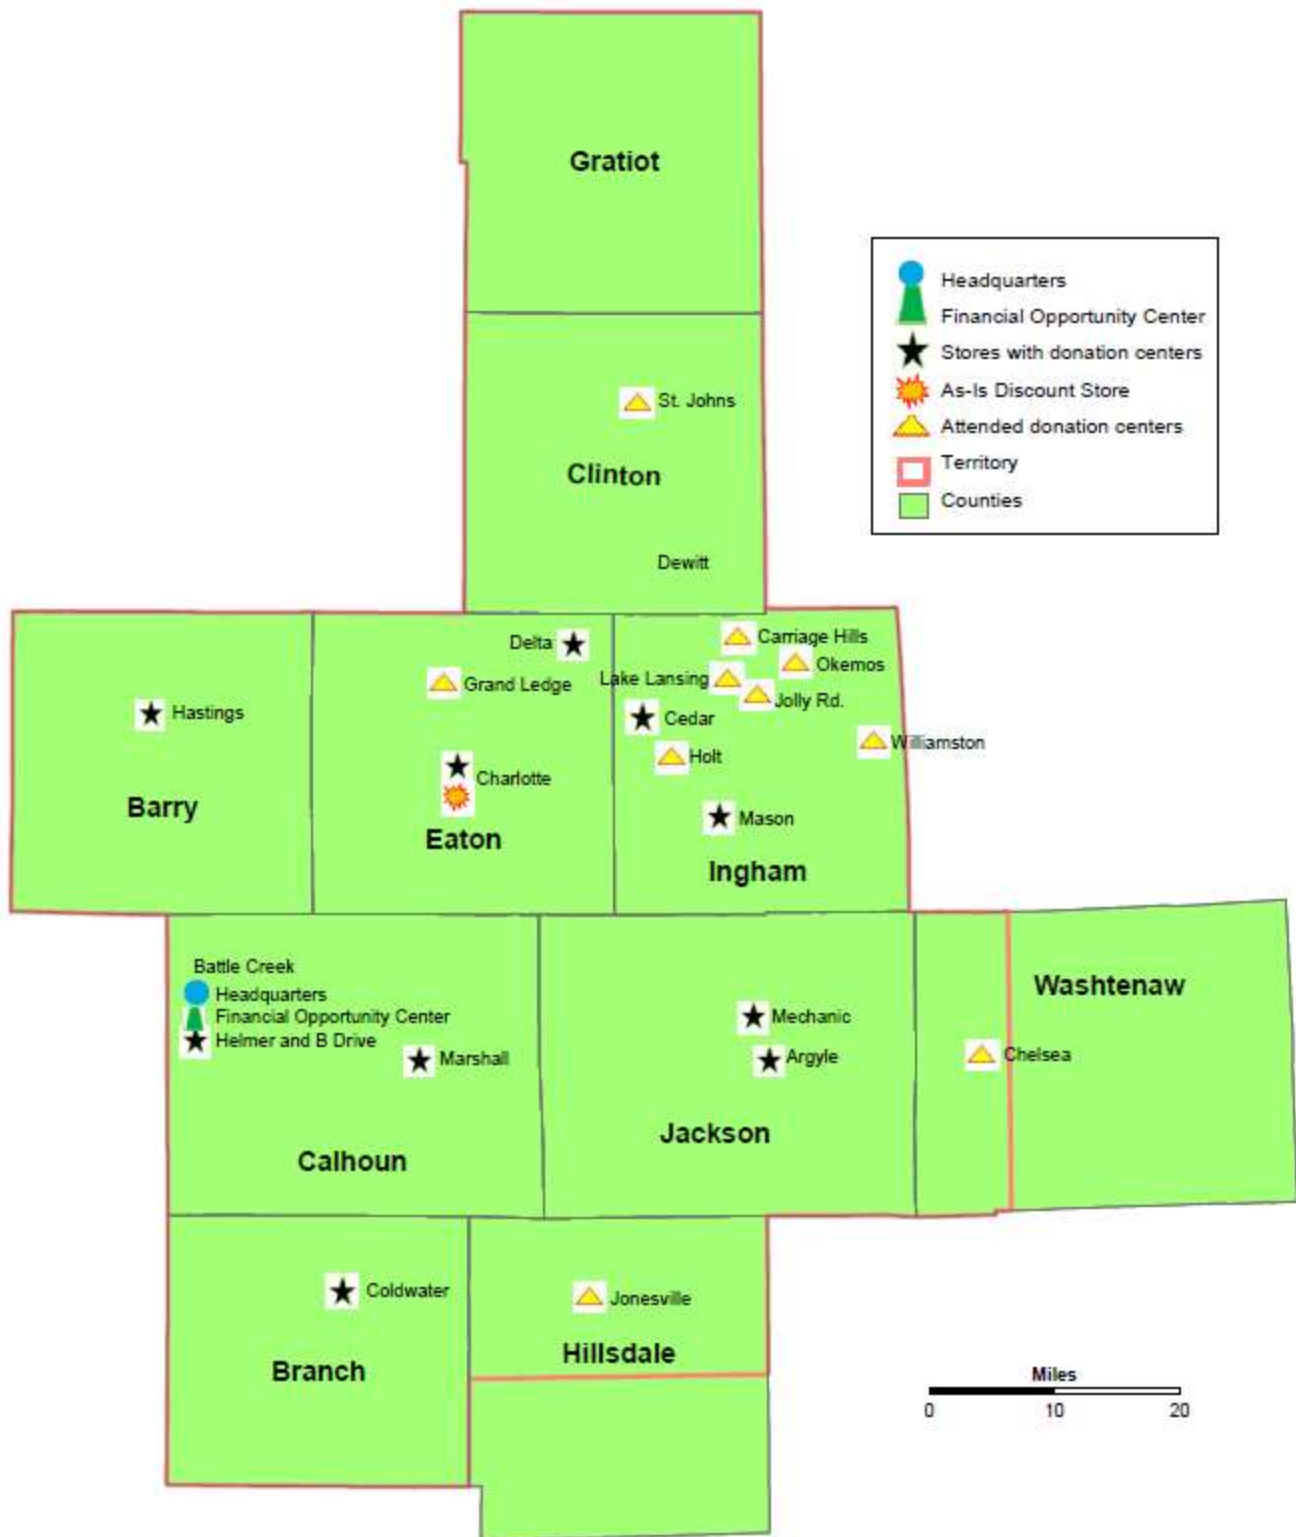 Gratiot
Headquarters
Financial Opportunity Center
Stores with donation centers
As-Is Discount Store
Attended donation centers
Territory
Counties
St. Johns
Clinton
Dewitt
Delta
Carriage Hills
Okemos
Grand Ledge
Lake Lansing
Jolly Rd.
Hastings
Cedar
Williamston
Holt
Charlotte
Barry
Mason
Eaton
Ingham
Battle Creek
Headquarters
Financial Opportunity Center
Helmer and B Drive
Marshall
Mechanic
Argyle
Washtenaw
Chelsea
Jackson
Calhoun
Coldwater
Jonesville
Hillsdale
Branch
Miles
0 10 20